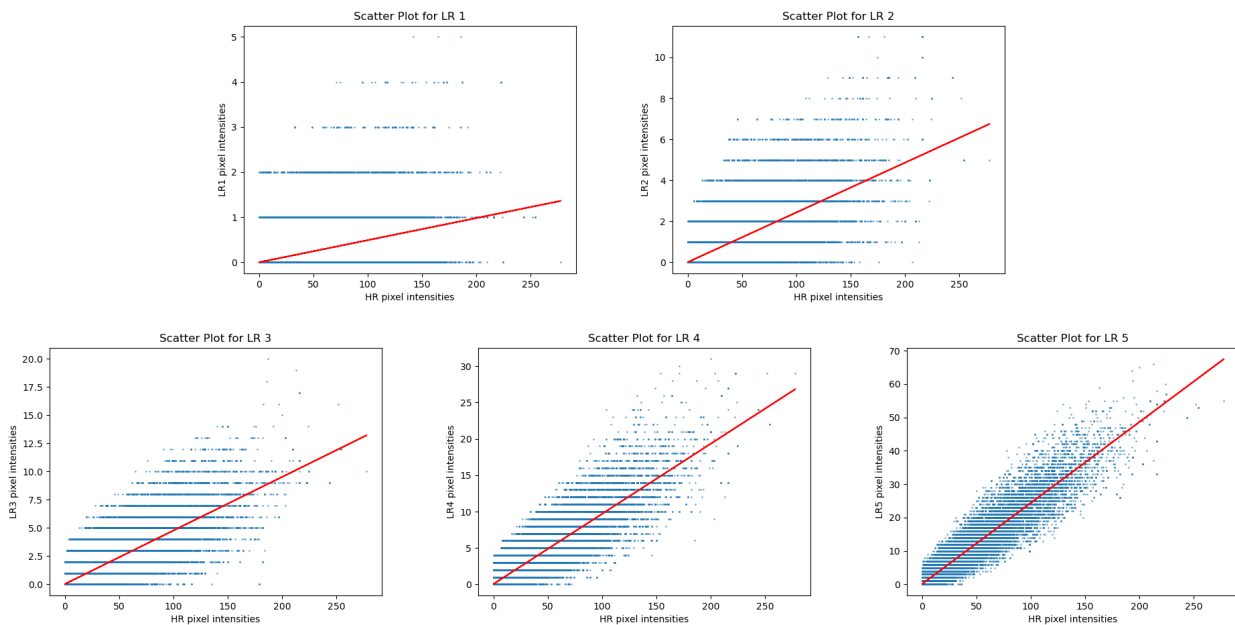 Scatter Plot for LR 1
LR1 pixel intensities
5
4
3
2
1
0
0 50 100 150 200 250
HR pixel intensities
Scatter Plot for LR 2
LR2 pixel intensities
10
8
6
4
2
0
0 50 100 150 200 250
HR pixel intensities
Scatter Plot for LR 3
LR3 pixel intensities
20.0
17.5
15.0
12.5
10.0
7.5
5.0
2.5
0.0
0 50 100 150 200 250
HR pixel intensities
Scatter Plot for LR 4
LR4 pixel intensities
30
25
20
15
10
5
0
0 50 100 150 200 250
HR pixel intensities
Scatter Plot for LR 5
LR5 pixel intensities
70
60
50
40
30
20
10
0
0 50 100 150 200 250
HR pixel intensities